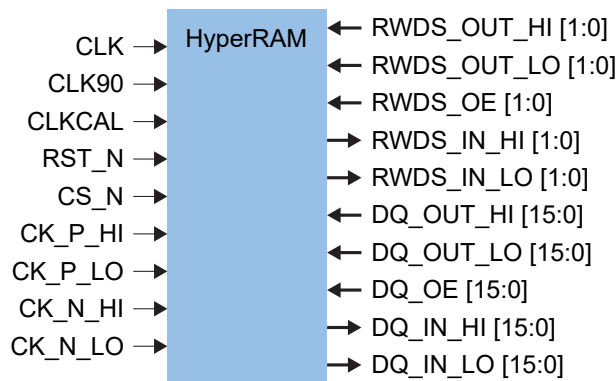 HyperRAM
CLK
CLK90
CLKCAL
RST_N
CS_N
CK_P_HI
CK_P_LO
CK_N_HI
CK_N_LO
RWDS_OUT_HI [1:0]
RWDS_OUT_LO [1:0]
RWDS_OE [1:0]
RWDS_IN_HI [1:0]
RWDS_IN_LO [1:0]
DQ_OUT_HI [15:0]
DQ_OUT_LO [15:0]
DQ_OE [15:0]
DQ_IN_HI [15:0]
DQ_IN_LO [15:0]